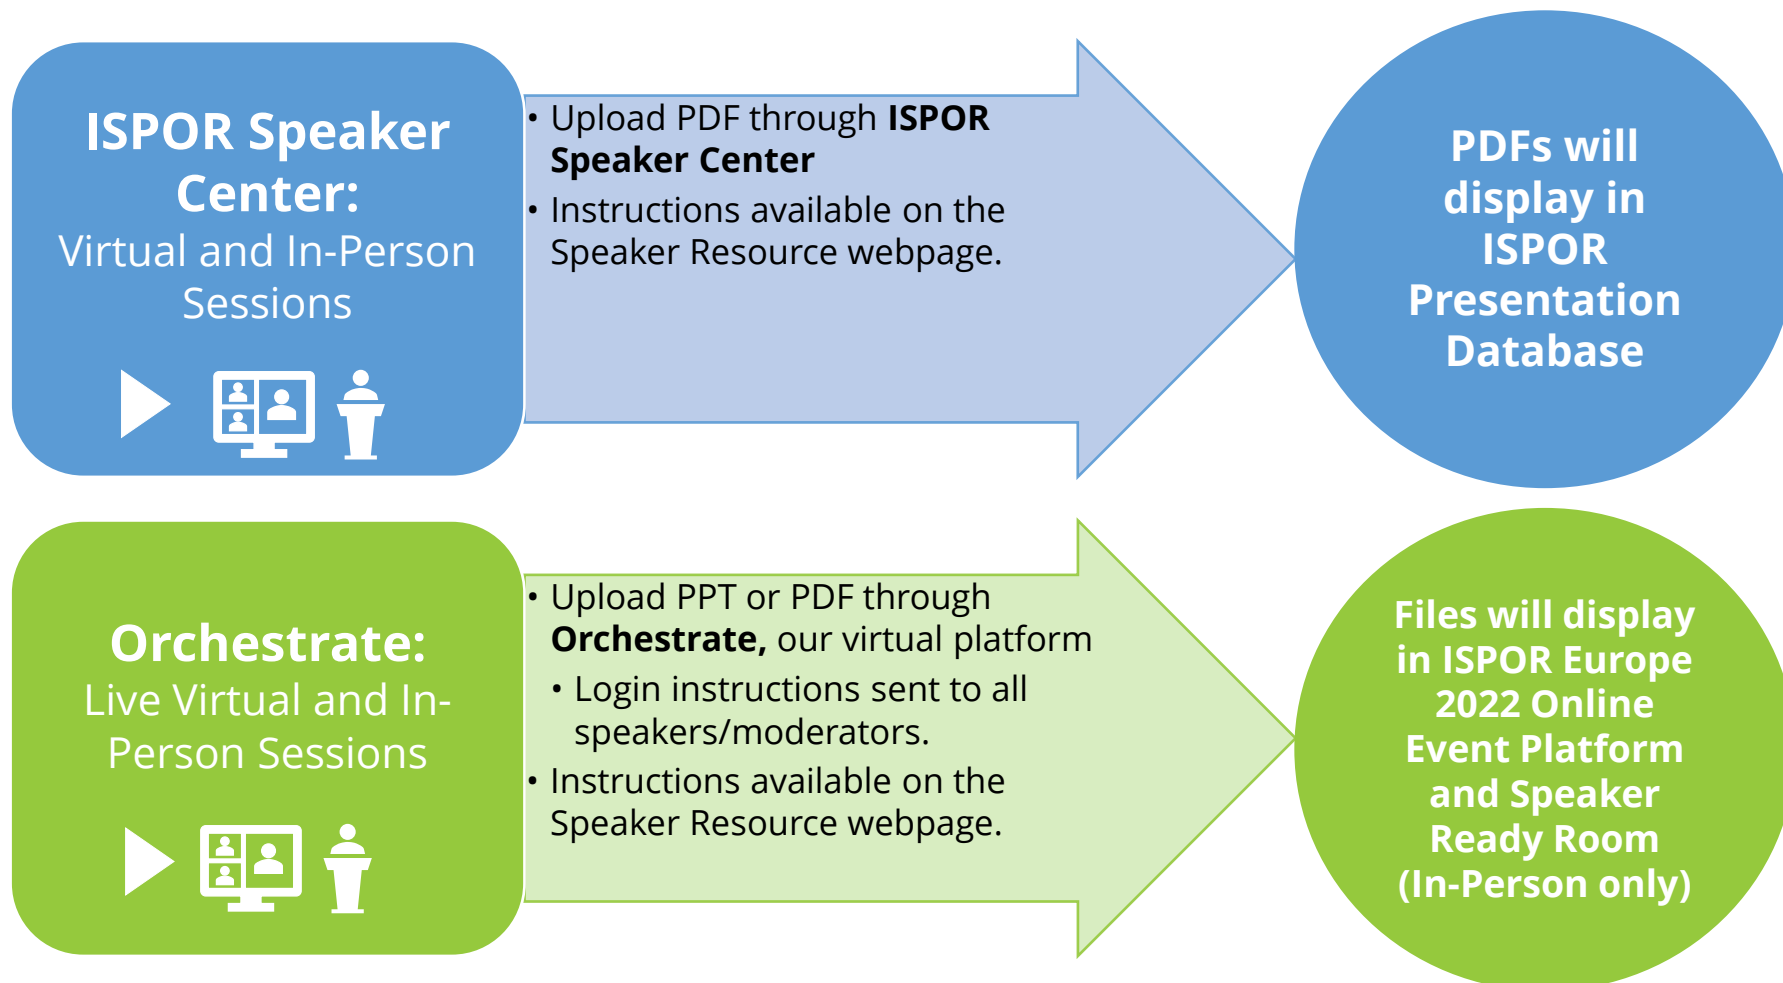 ISPOR Speaker
Center:
Virtual and In-Person
Sessions
• Upload PDF through ISPOR
Speaker Center
• Instructions available on the
Speaker Resource webpage.
PDFs will
display in
ISPOR
Presentation
Database
Orchestrate:
Live Virtual and In-
Person Sessions
• Upload PPT or PDF through
Orchestrate, our virtual platform
• Login instructions sent to all
speakers/moderators.
• Instructions available on the
Speaker Resource webpage.
Files will display
in ISPOR Europe
2022 Online
Event Platform
and Speaker
Ready Room
(In-Person only)